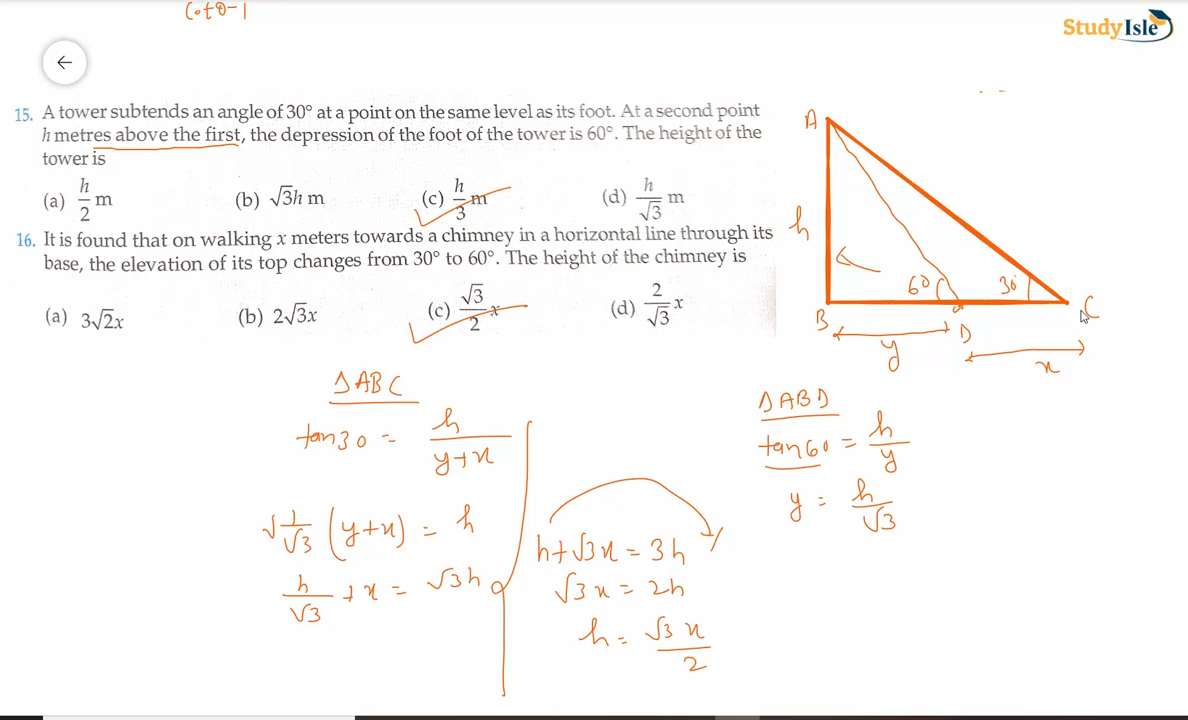 Cotθ-1
StudyIsle
15. A tower subtends an angle of 30° at a point on the same level as its foot. At a second point
h metres above the first, the depression of the foot of the tower is 60°. The height of the
tower is
(a) h/2 m (b) √3h m (c) h/3 m (d) h/√3 m
16. It is found that on walking x meters towards a chimney in a horizontal line through its
base, the elevation of its top changes from 30° to 60°. The height of the chimney is
(a) 3√2x (b) 2√3x (c) √3/2 x (d) 2/√3 x
A
h
60 30
B D C
y x
△ABC
tan30 = h/(y+x)
1/√3 (y+x) = h
h/√3 + x = √3h
h+√3x = 3h
√3x = 2h
h = √3x/2
△ABD
tan60 = h/y
y = h/√3